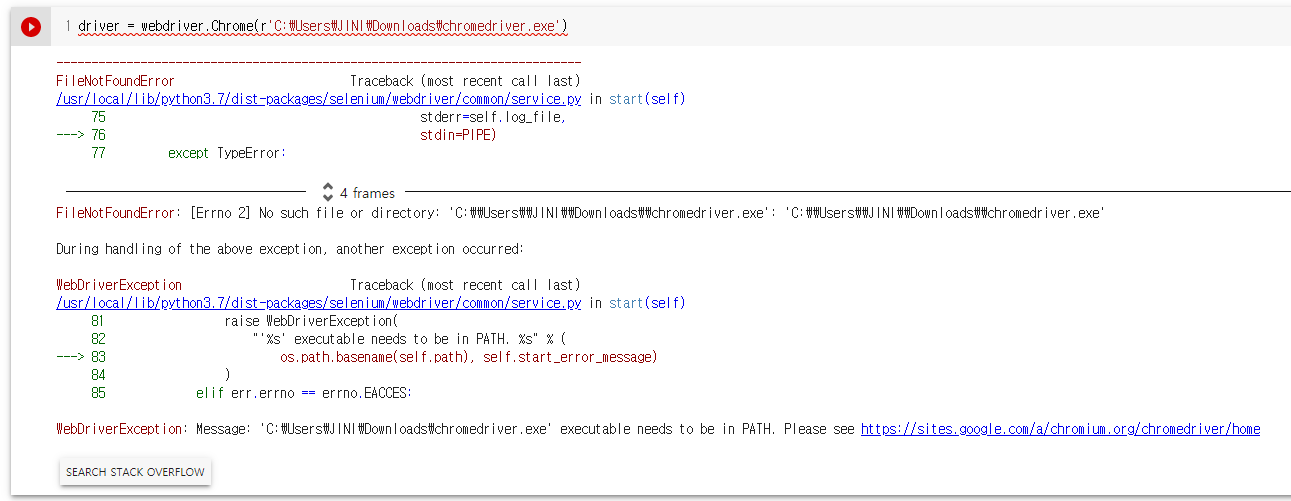 1 driver = webdriver.Chrome(r'C:₩Users₩JINI₩Downloads₩chromedriver.exe')
---------------------------------------------------------------------------
FileNotFoundError                         Traceback (most recent call last)
/usr/local/lib/python3.7/dist-packages/selenium/webdriver/common/service.py in start(self)
     75                                             stderr=self.log_file,
---> 76                                             stdin=PIPE)
     77         except TypeError:
4 frames
FileNotFoundError: [Errno 2] No such file or directory: 'C:₩₩Users₩₩JINI₩₩Downloads₩₩chromedriver.exe': 'C:₩₩Users₩₩JINI₩₩Downloads₩₩chromedriver.exe'
During handling of the above exception, another exception occurred:
WebDriverException                        Traceback (most recent call last)
/usr/local/lib/python3.7/dist-packages/selenium/webdriver/common/service.py in start(self)
     81                 raise WebDriverException(
     82                     "'%s' executable needs to be in PATH. %s" % (
---> 83                         os.path.basename(self.path), self.start_error_message)
     84                 )
     85             elif err.errno == errno.EACCES:
WebDriverException: Message: 'C:₩Users₩JINI₩Downloads₩chromedriver.exe' executable needs to be in PATH. Please see https://sites.google.com/a/chromium.org/chromedriver/home
SEARCH STACK OVERFLOW